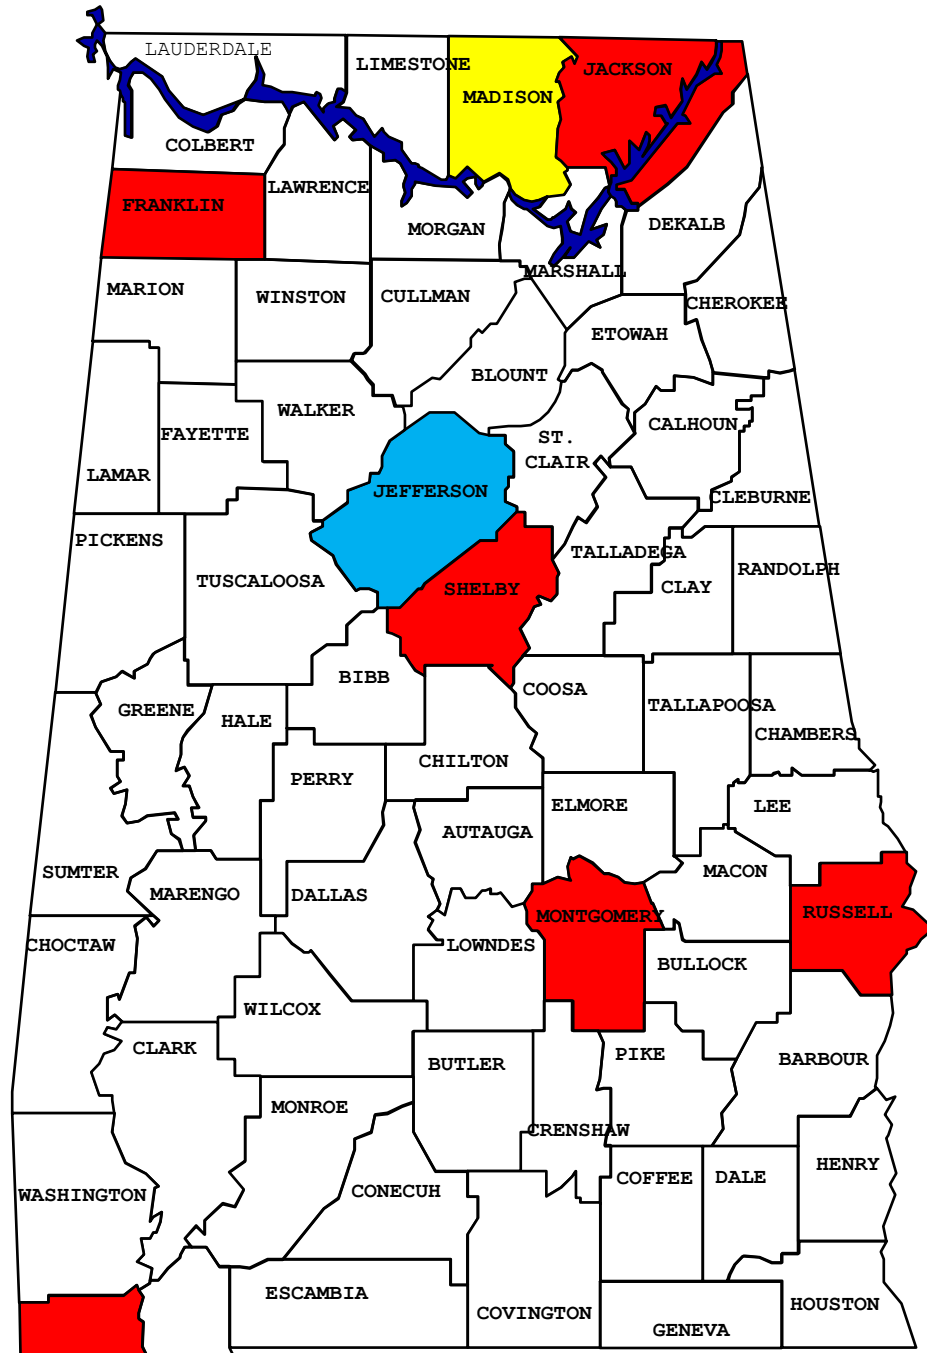 LAUDERDALE
LIMESTONE
MADISON
JACKSON
COLBERT
FRANKLIN
LAWRENCE
MORGAN
DEKALB
MARSHALL
MARION
WINSTON
CULLMAN
CHEROKEE
ETOWAH
BLOUNT
WALKER
FAYETTE
ST.
CLAIR
CALHOUN
LAMAR
JEFFERSON
CLEBURNE
PICKENS
TUSCALOOSA
SHELBY
TALLADEGA
CLAY
RANDOLPH
BIBB
COOSA
GREENE
HALE
TALLAPOOSA
CHAMBERS
PERRY
CHILTON
ELMORE
LEE
AUTAUGA
SUMTER
MARENGO
DALLAS
MACON
MONTGOMERY
RUSSELL
CHOCTAW
LOWNDES
BULLOCK
WILCOX
CLARK
BUTLER
PIKE
BARBOUR
MONROE
CRENSHAW
WASHINGTON
CONECUH
COFFEE
DALE
HENRY
ESCAMBIA
COVINGTON
GENEVA
HOUSTON